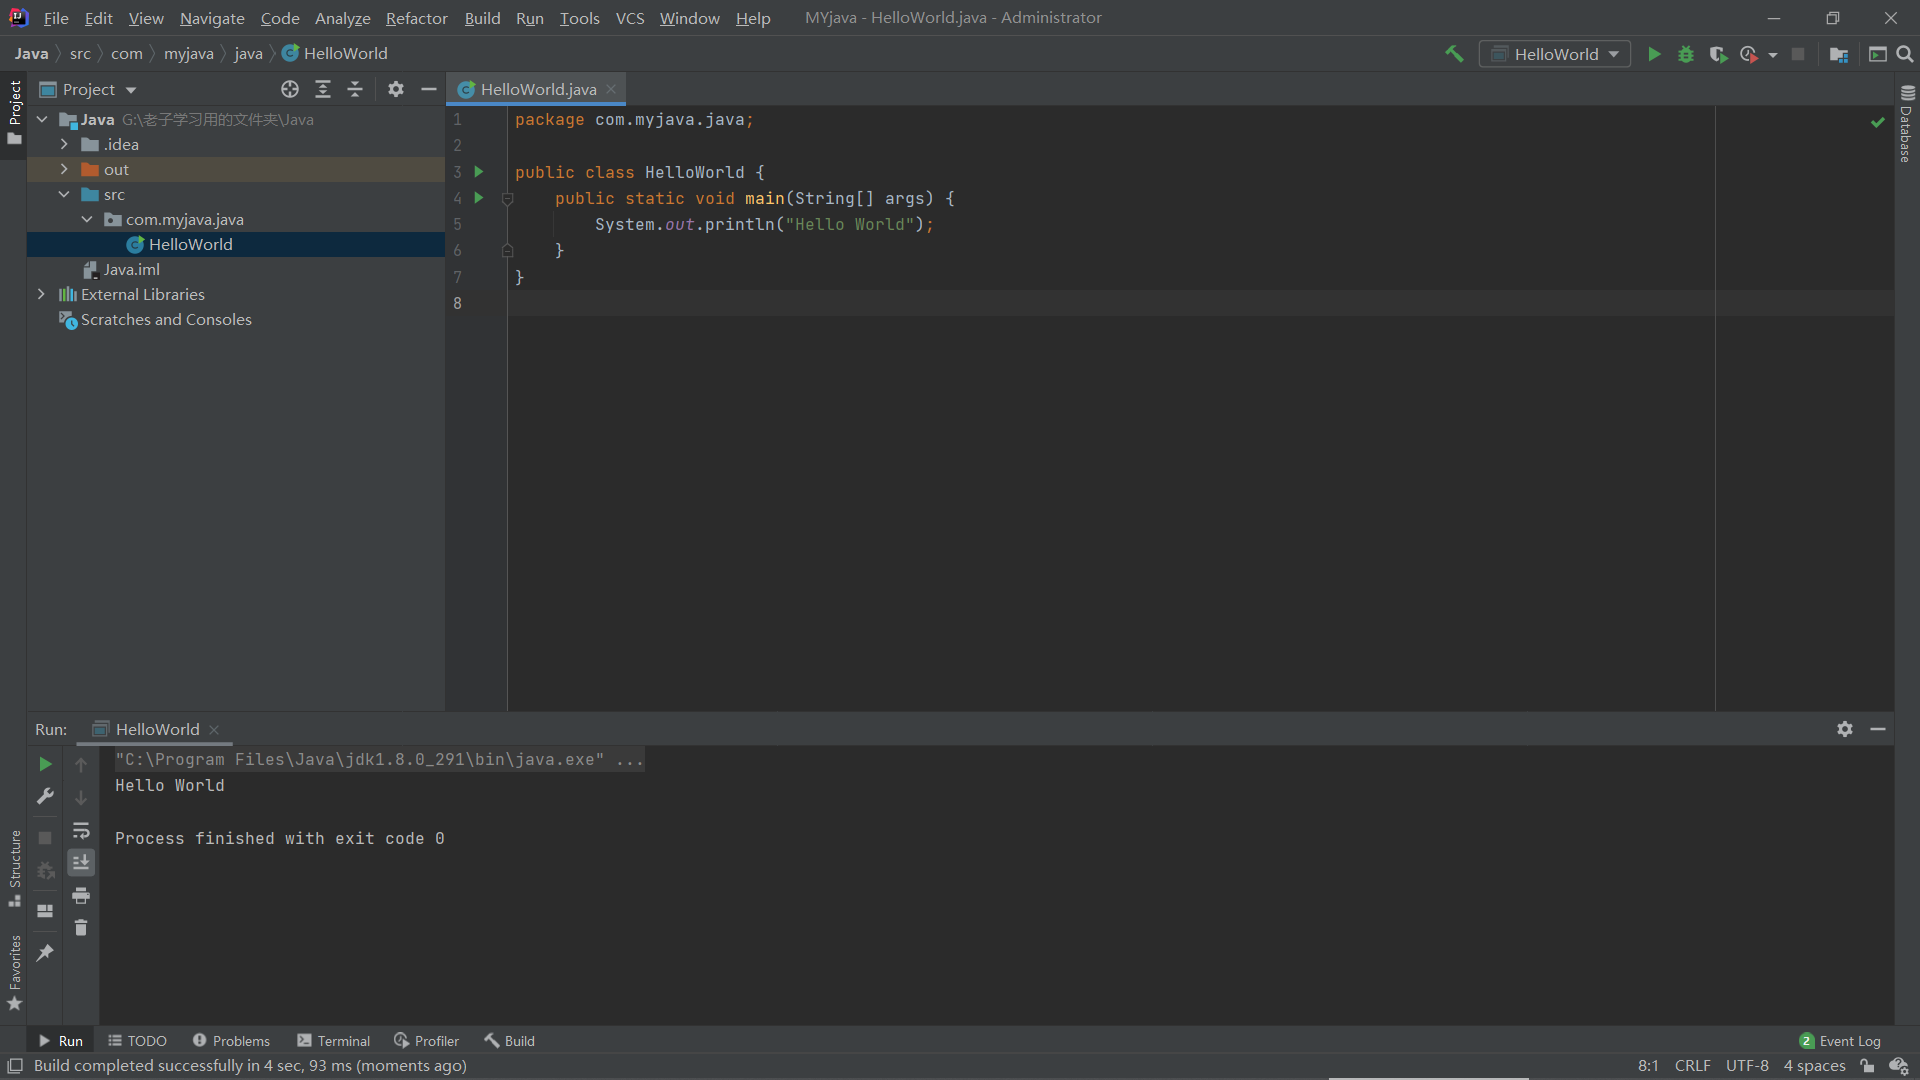 File Edit View Navigate Code Analyze Refactor Build Run Tools VCS Window Help MYjava - HelloWorld.java - Administrator
Java src com myjava java HelloWorld
HelloWorld
Project
Project
HelloWorld.java
Java G:\老子学习用的文件夹\Java
.idea
out
src
com.myjava.java
HelloWorld
Java.iml
External Libraries
Scratches and Consoles
1 package com.myjava.java;
2
3 public class HelloWorld {
4 public static void main(String[] args) {
5 System.out.println("Hello World");
6 }
7 }
8
Database
Run: HelloWorld
"C:\Program Files\Java\jdk1.8.0_291\bin\java.exe" ...
Hello World
Process finished with exit code 0
Structure
Favorites
Run TODO Problems Terminal Profiler Build 2 Event Log
Build completed successfully in 4 sec, 93 ms (moments ago) 8:1 CRLF UTF-8 4 spaces